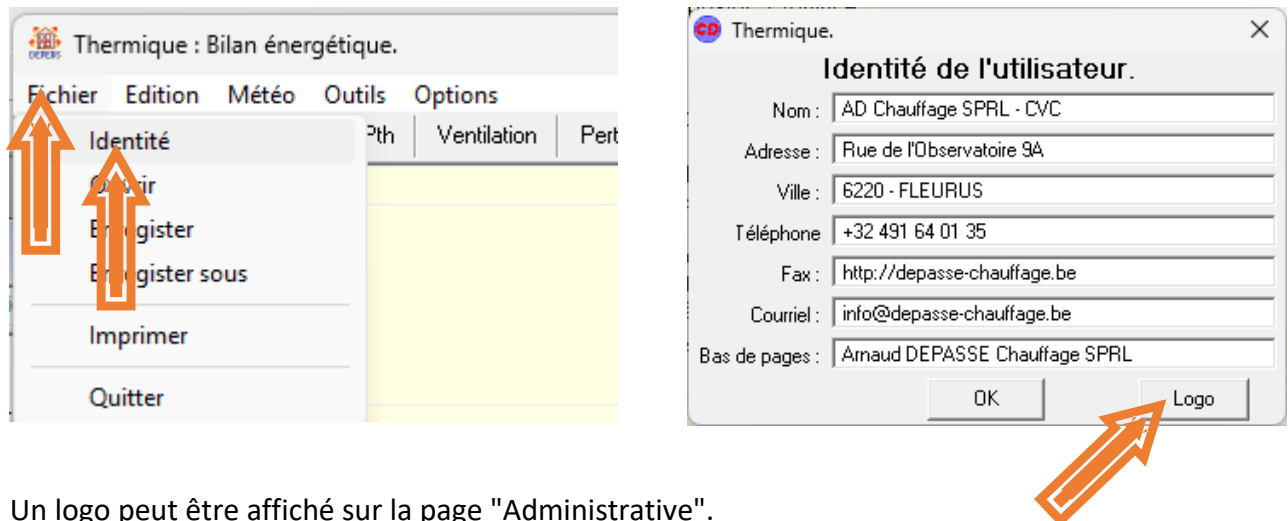 Thermique : Bilan énergétique.
Fichier Edition Météo Outils Options
Pth Ventilation
Identité
Ouvrir
Enregister
Enregister sous
Imprimer
Quitter
CD Thermique.
Identité de l'utilisateur.
Nom : AD Chauffage SPRL - CVC
Adresse : Rue de l'Observatoire 9A
Ville : 6220 - FLEURUS
Téléphone +32 491 64 01 35
Fax : http://depasse-chauffage.be
Courriel : info@depasse-chauffage.be
Bas de pages : Arnaud DEPASSE Chauffage SPRL
OK Logo
Un logo peut être affiché sur la page "Administrative".